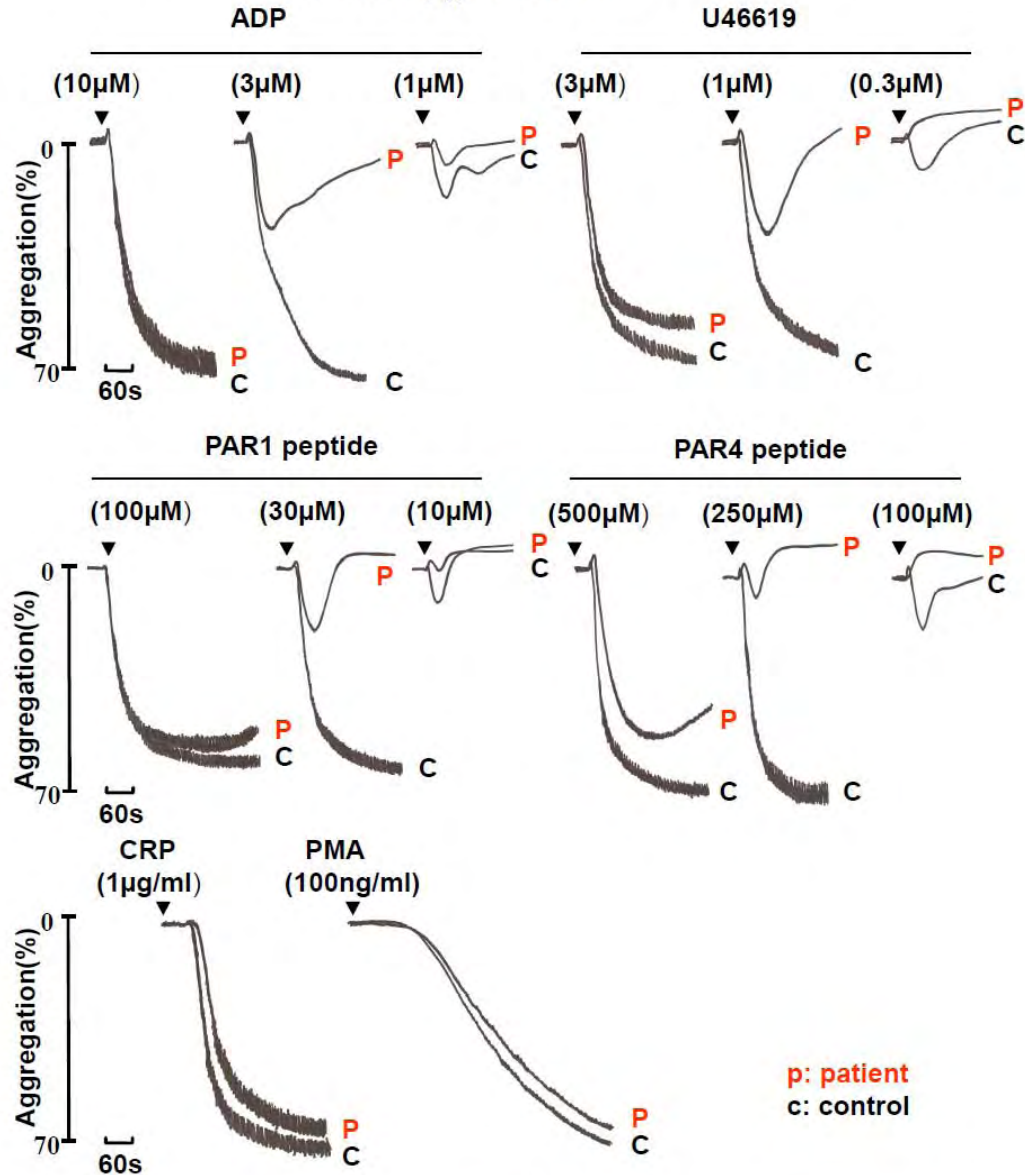 ADP U46619
(10µM) (3µM) (1µM) (3µM) (1µM) (0.3µM)
P
P P P C
0
C
Aggregation(%)
P
P C
70 C C C
60s
PAR1 peptide PAR4 peptide
(100µM) (30µM) (10µM) (500µM) (250µM) (100µM)
P P P
0 P C C
Aggregation(%)
P P
C C
70 C C
60s
CRP PMA
(1µg/ml) (100ng/ml)
0
Aggregation(%)
p: patient
P P c: control
70 C C
60s